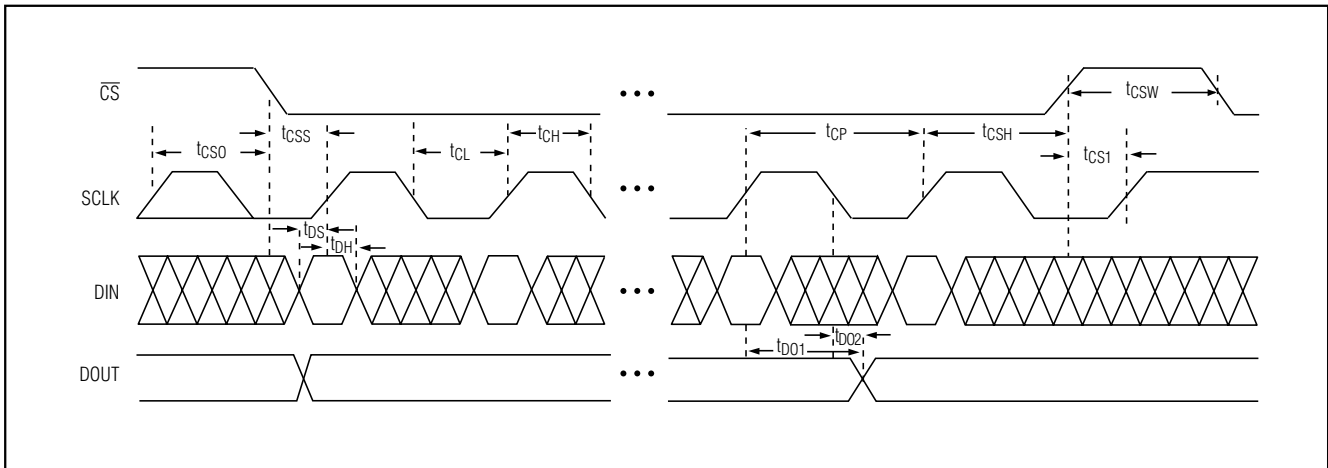 CS
tCSW
tCSS
tCP
tCSH
tCH
tCSO
tCL
tCS1
SCLK
tDS
tDH
DIN
tDO2
tDO1
DOUT